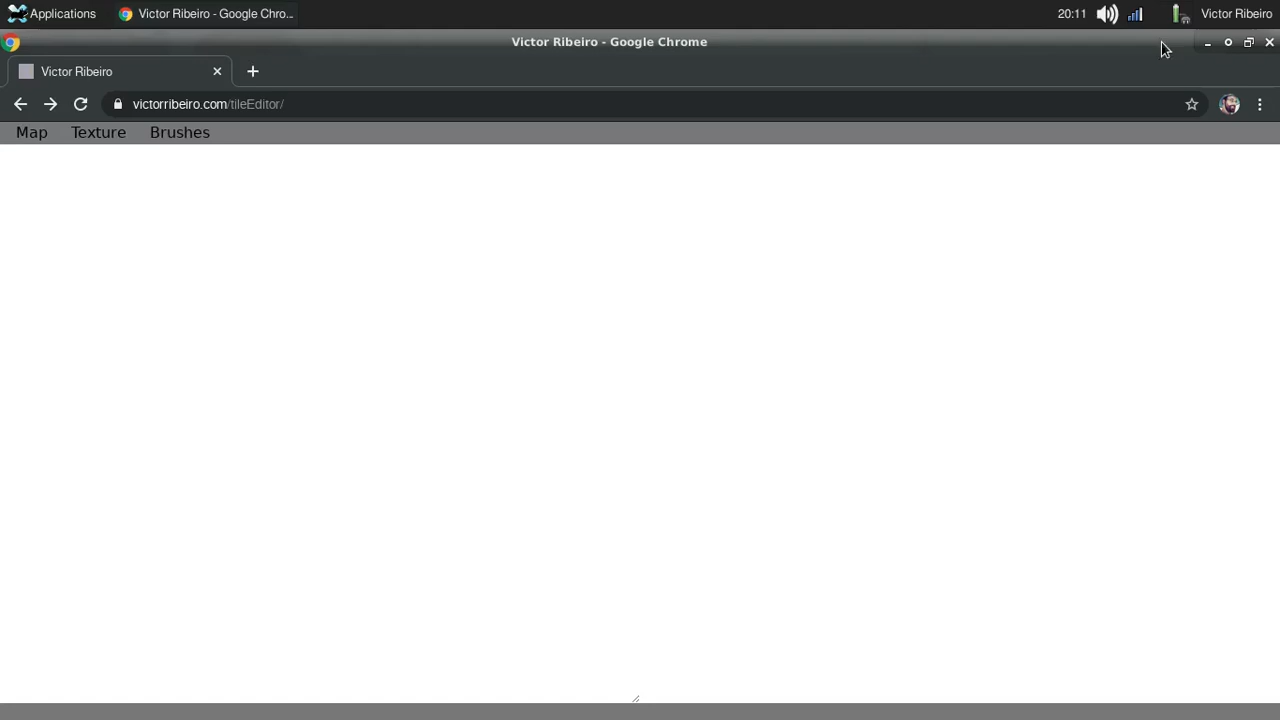 Applications Victor Ribeiro - Google Chro... 20:11 Victor Ribeiro
Victor Ribeiro - Google Chrome
Victor Ribeiro
victorribeiro.com/tileEditor/
Map Texture Brushes